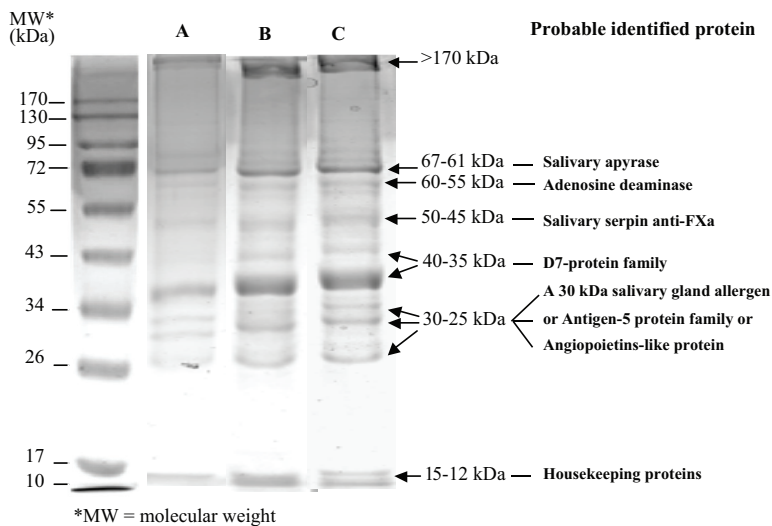 MW*
(kDa)
A B C
Probable identified protein
>170 kDa
170
130
95
72
55
43
34
26
17
10
67-61 kDa — Salivary apyrase
60-55 kDa — Adenosine deaminase
50-45 kDa — Salivary serpin anti-FXa
40-35 kDa — D7-protein family
30-25 kDa
A 30 kDa salivary gland allergen
or Antigen-5 protein family or
Angiopoietins-like protein
15-12 kDa — Housekeeping proteins
*MW = molecular weight